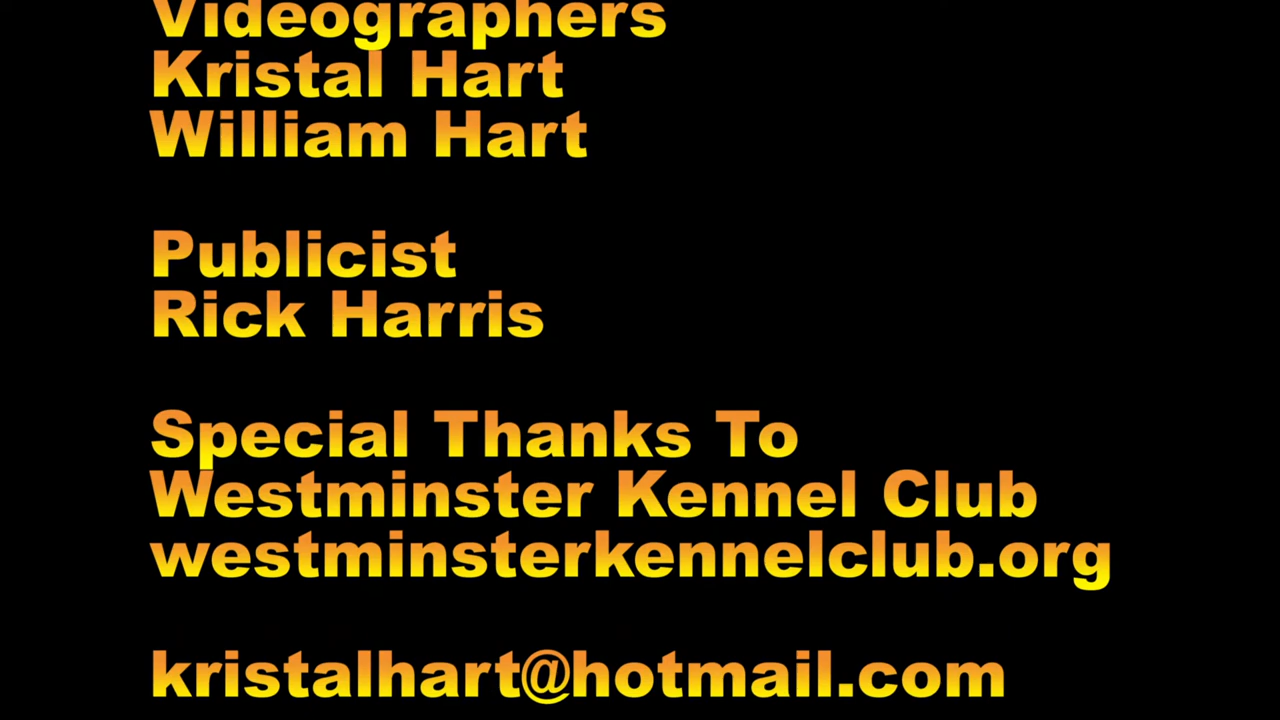 Videographers
Kristal Hart
William Hart
Publicist
Rick Harris
Special Thanks To
Westminster Kennel Club
westminsterkennelclub.org
kristalhart@hotmail.com